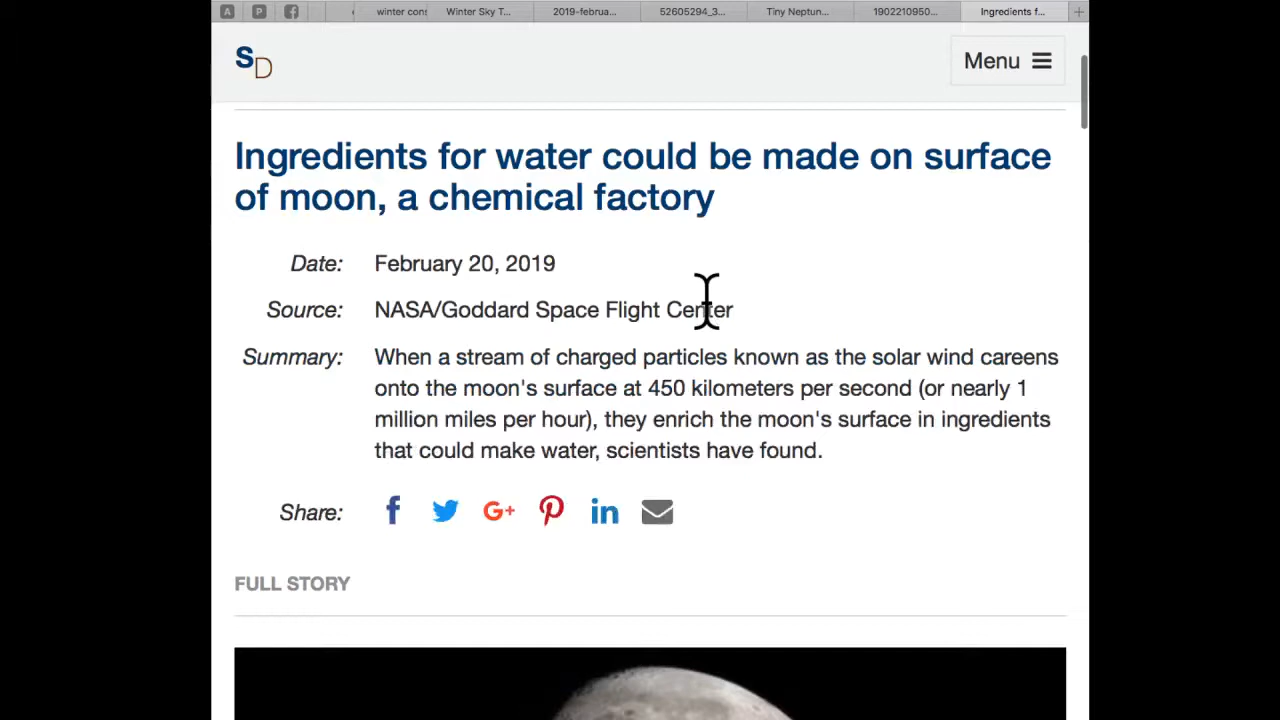 A P f winter cons Winter Sky T... 2019-februa... 52605294_3... Tiny Neptun... 1902210950... Ingredients f... +
SD
Menu
Ingredients for water could be made on surface
of moon, a chemical factory
Date: February 20, 2019
Source: NASA/Goddard Space Flight Center
Summary: When a stream of charged particles known as the solar wind careens
onto the moon's surface at 450 kilometers per second (or nearly 1
million miles per hour), they enrich the moon's surface in ingredients
that could make water, scientists have found.
Share: f G+ in
FULL STORY